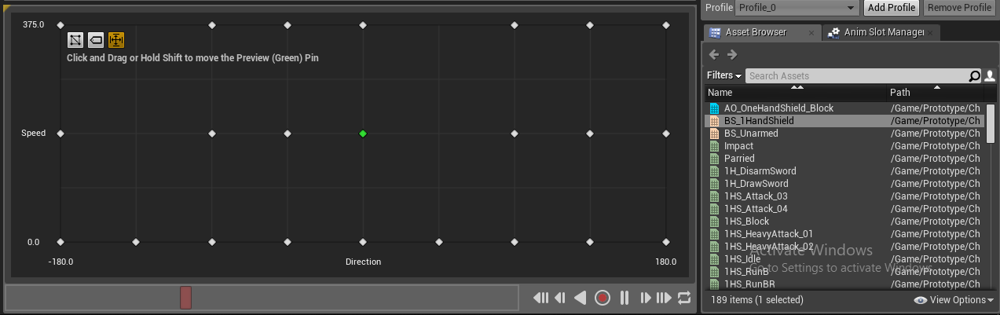 375.0
Click and Drag or Hold Shift to move the Preview (Green) Pin
Speed
0.0
-180.0
Direction
180.0
Profile
Profile_0
Add Profile
Remove Profile
Asset Browser
Anim Slot Manager
Filters
Search Assets
Name Path
AO_OneHandShield_Block /Game/Prototype/Ch
BS_1HandShield /Game/Prototype/Ch
BS_Unarmed /Game/Prototype/Ch
Impact /Game/Prototype/Ch
Parried /Game/Prototype/Ch
1H_DisarmSword /Game/Prototype/Ch
1H_DrawSword /Game/Prototype/Ch
1HS_Attack_03 /Game/Prototype/Ch
1HS_Attack_04 /Game/Prototype/Ch
1HS_Block /Game/Prototype/Ch
1HS_HeavyAttack_01 /Game/Prototype/Ch
1HS_HeavyAttack_02 /Game/Prototype/Ch
Activate Windows
1HS_Idle /Game/Prototype/Ch
Go to Settings to activate Windows.
1HS_RunB /Game/Prototype/Ch
1HS_RunBR /Game/Prototype/Ch
189 items (1 selected)
View Options